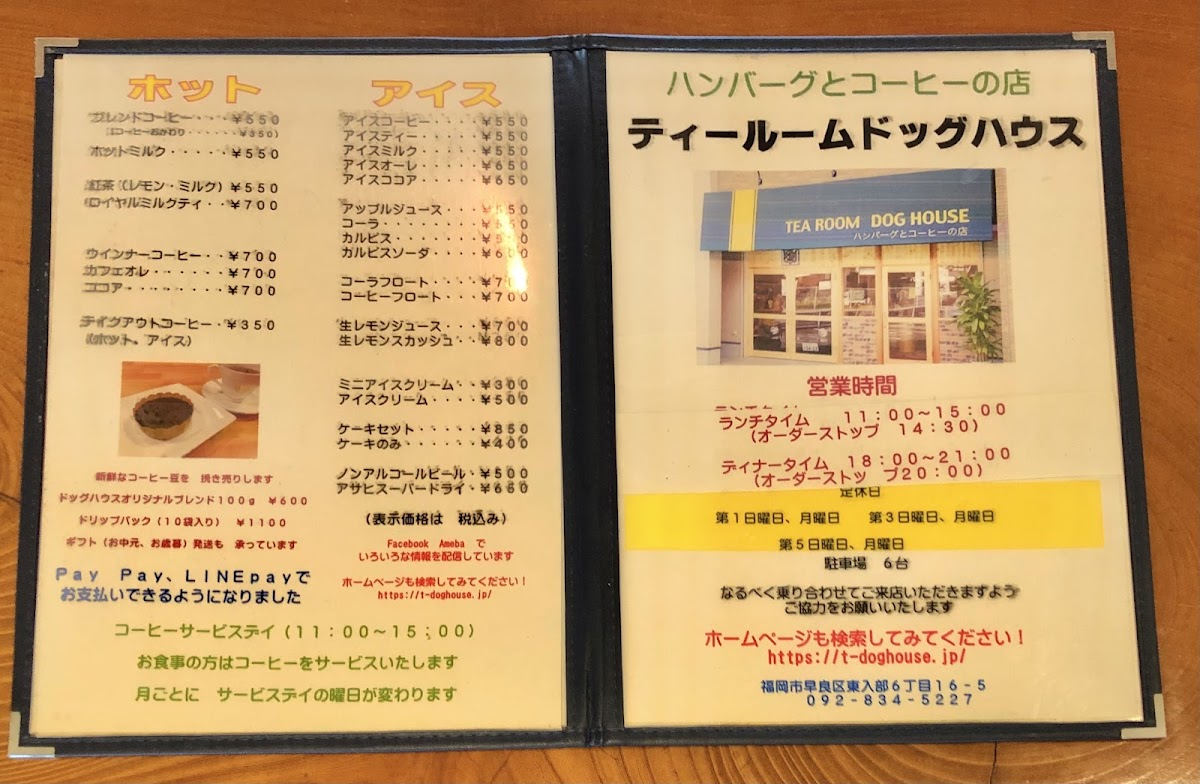 ホット
ブレンドコーヒー・・・¥550
(コーヒーおかわり・・・・・・¥350)
ホットミルク・・・・・¥550
紅茶(レモン・ミルク)¥550
ロイヤルミルクティ・・¥700
ウインナーコーヒー・・¥700
カフェオレ・・・・・・¥700
ココア・・・・・・・・¥700
テイクアウトコーヒー・¥350
(ホット。アイス)
新鮮なコーヒー豆を 挽き売りします
ドッグハウスオリジナルブレンド100g ¥600
ドリップパック(10袋入り) ¥1100
ギフト(お中元、お歳暮)発送も 承っています
Pay Pay、LINEpayで
お支払いできるようになりました
アイス
アイスコーヒー・・・・¥550
アイスティー・・・・・¥550
アイスミルク・・・・・¥550
アイスオーレ・・・・・¥650
アイスココア・・・・・¥650
アップルジュース・・・
コーラ・・・・・・・・
カルピス・・・・・・・
カルピスソーダ・・・・¥600
コーラフロート・・・・
コーヒーフロート・・・¥700
生レモンジュース・・・¥700
生レモンスカッシュ・・¥800
ミニアイスクリーム・・¥300
アイスクリーム・・・・¥500
ケーキセット・・・・・¥850
ケーキのみ・・・・・・¥400
ノンアルコールビール・¥500
アサヒスーパードライ・¥650
(表示価格は 税込み)
Facebook Ameba で
いろいろな情報を配信しています
ホームページも検索してみてください!
https://t-doghouse.jp/
コーヒーサービスデイ(11:00~15:00)
お食事の方はコーヒーをサービスいたします
月ごとに サービスデイの曜日が変わります
ハンバーグとコーヒーの店
ティールームドッグハウス
TEA ROOM DOG HOUSE
ハンバーグとコーヒーの店
営業時間
ランチタイム 11:00~15:00
(オーダーストップ 14:30)
ディナータイム 18:00~21:00
(オーダーストッ プ20:00)
定休日
第1日曜日、月曜日 第3日曜日、月曜日
第5日曜日、月曜日
駐車場 6台
なるべく乗り合わせてご来店いただきますよう
ご協力をお願いいたします
ホームページも検索してみてください!
https://t-doghouse.jp/
福岡市早良区東入部6丁目16-5
092-834-5227